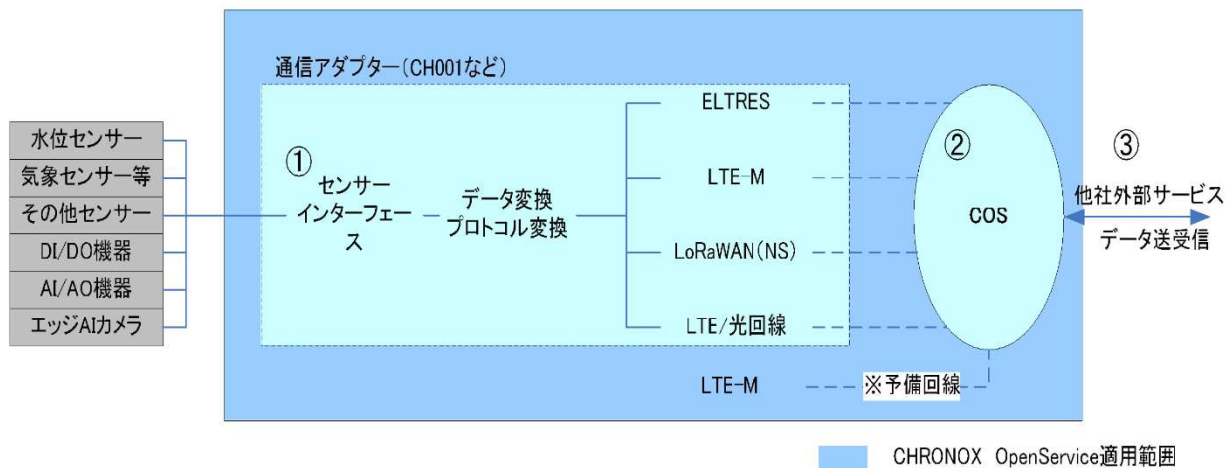 通信アダプター(CH001など)
水位センサー
気象センサー等
その他センサー
DI/DO機器
AI/AO機器
エッジAIカメラ
①
センサー
インターフェー
ス
データ変換
プロトコル変換
ELTRES
LTE-M
LoRaWAN(NS)
LTE/光回線
LTE-M
※予備回線
②
COS
③
他社外部サービス
データ送受信
CHRONOX OpenService適用範囲